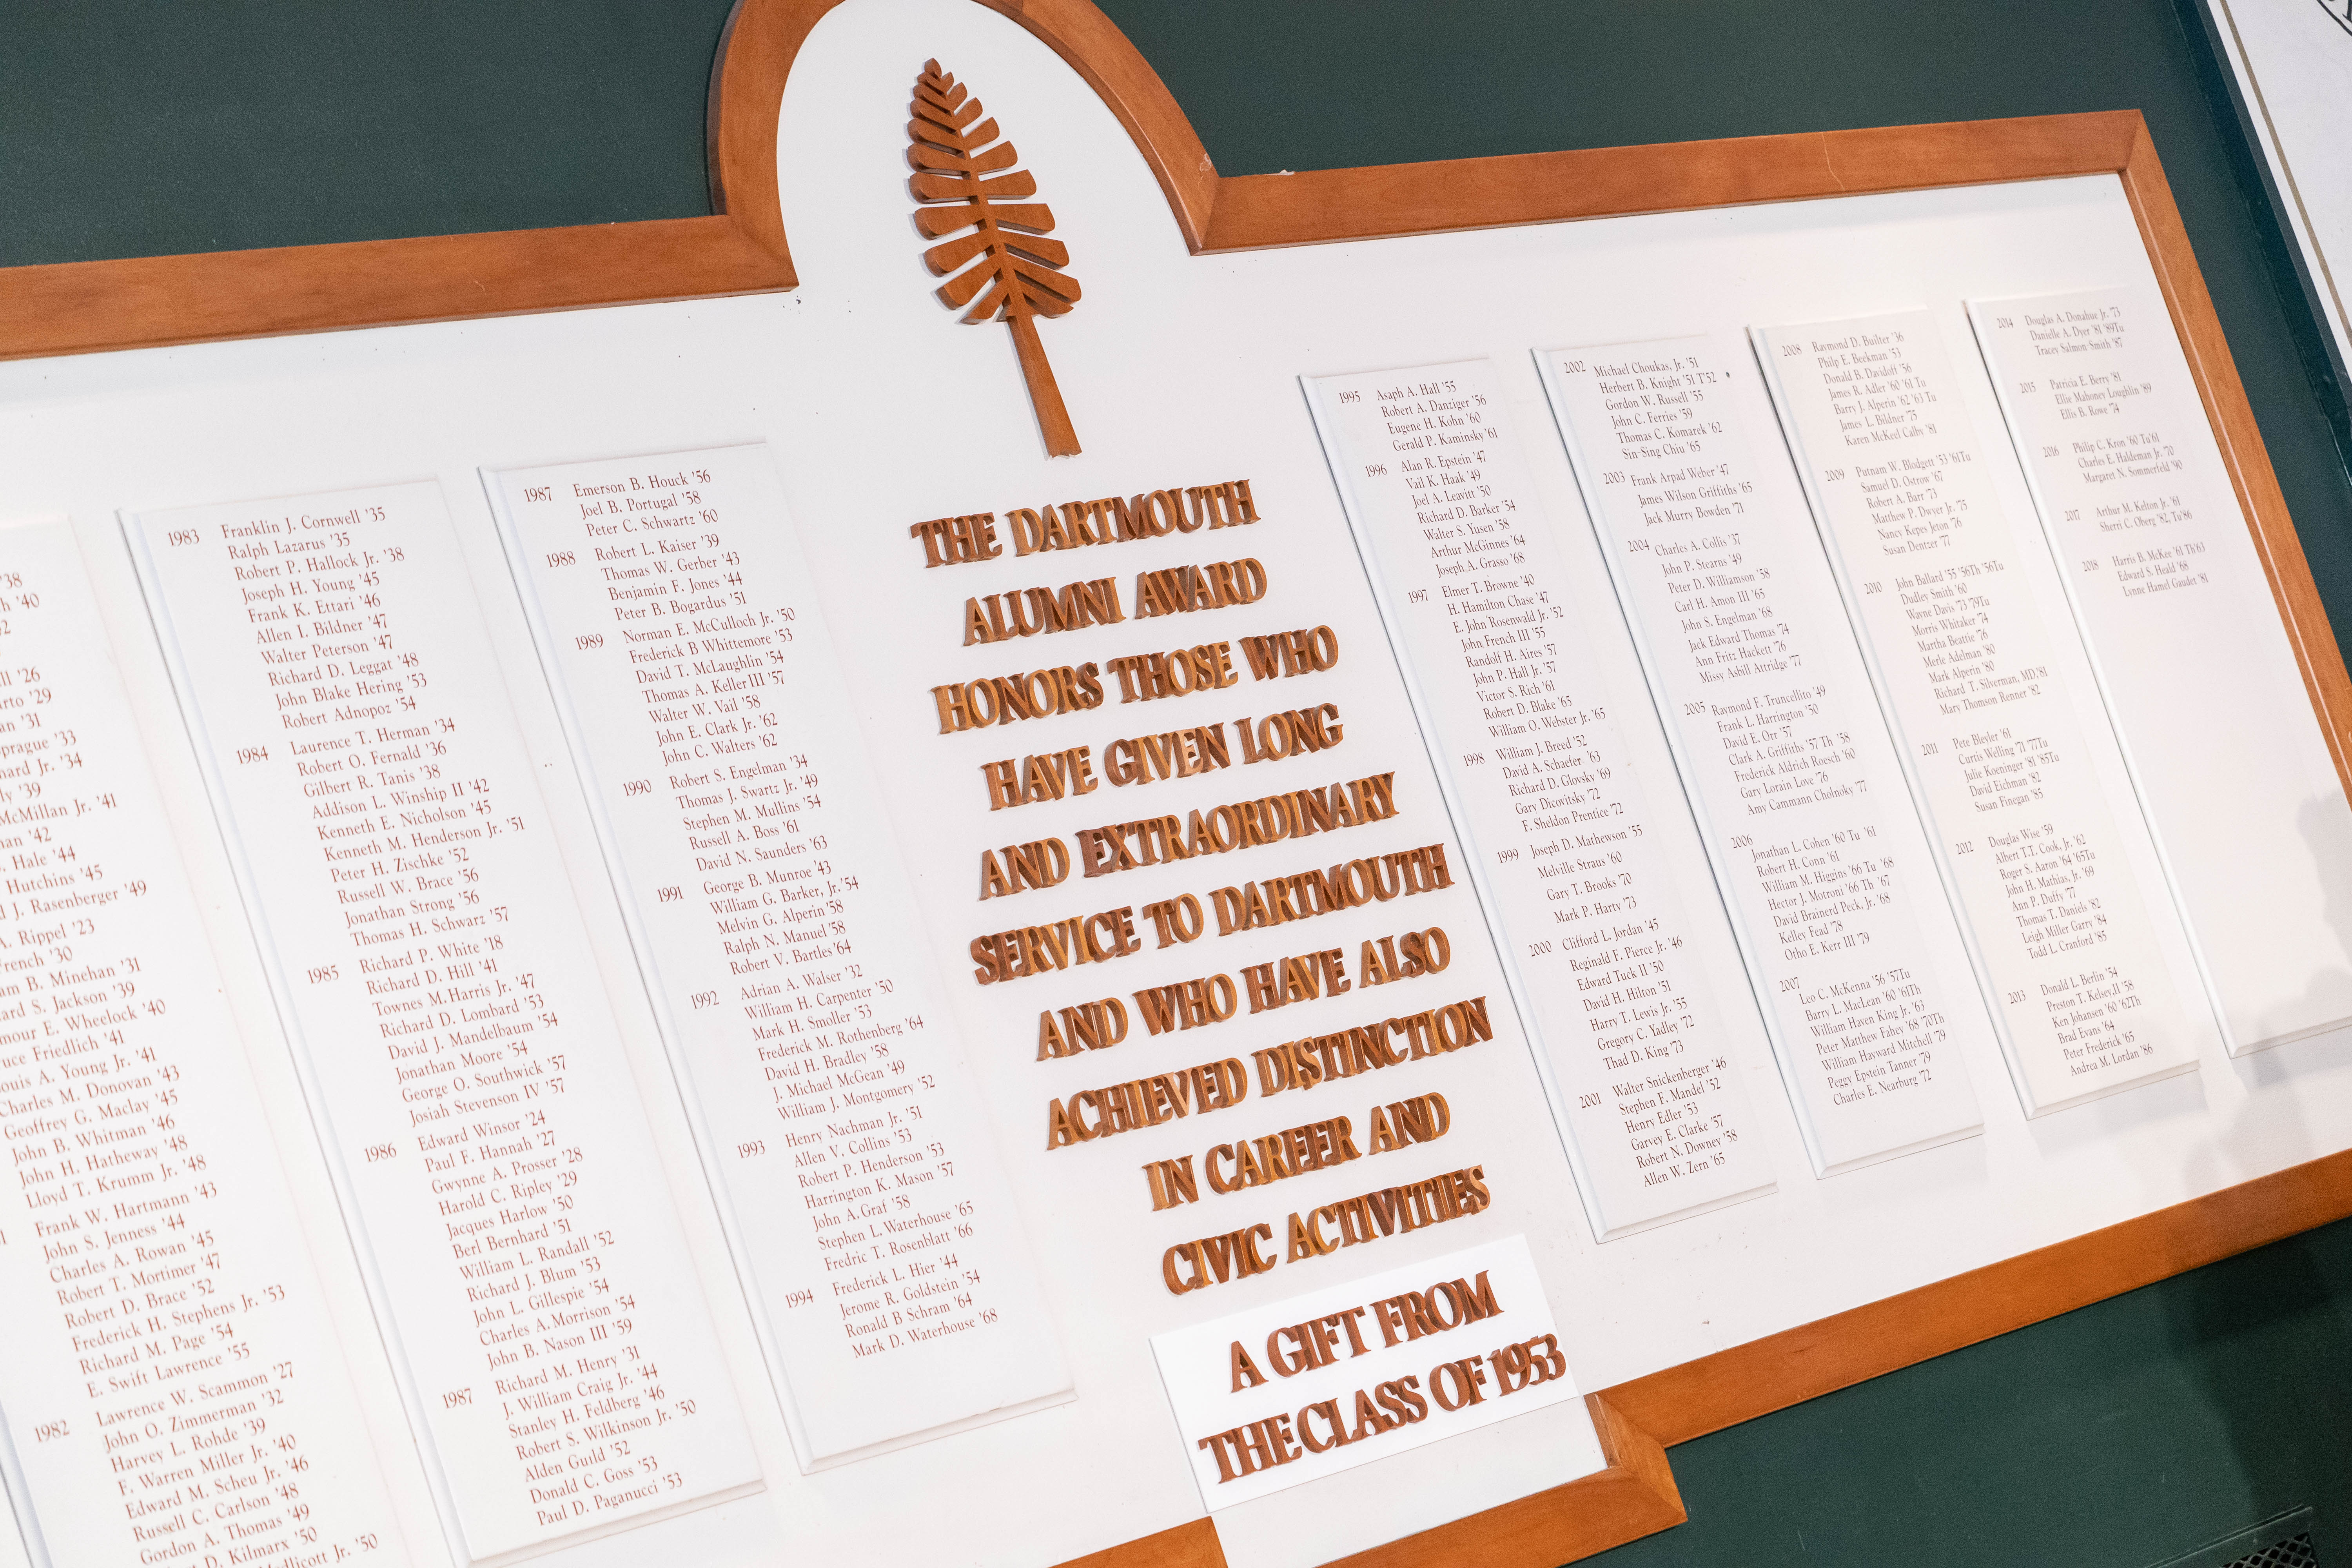 '38
'40
'26
'29
'31
prague '33
ard Jr. '34
'39
McMillan Jr. '41
'42
Hale '44
Hutchins '45
J. Rasenberger '49
Rippel '23
French '30
B. Minehan '31
S. Jackson '39
E. Wheelock '40
Friedlich '41
A. Young Jr. '41
Charles M. Donovan '43
Geoffrey G. Maclay '45
John B. Whitman '46
John H. Hatheway '48
Lloyd T. Krumm Jr. '48
Frank W. Hartmann '43
John S. Jenness '44
Charles A. Rowan '45
Robert T. Mortimer '47
Robert D. Brace '52
Frederick H. Stephens Jr. '53
Richard M. Page '54
E. Swift Lawrence '55
1982 Lawrence W. Scammon '27
John O. Zimmerman '32
Harvey L. Rohde '39
F. Warren Miller Jr. '40
Edward M. Scheu Jr. '46
Russell C. Carlson '48
Gordon A. Thomas '49
D. Kilmarx '50
Jr. '50
1983 Franklin J. Cornwell '35
Ralph Lazarus '35
Robert P. Hallock Jr. '38
Joseph H. Young '45
Frank K. Ettari '46
Allen I. Bildner '47
Walter Peterson '47
Richard D. Leggat '48
John Blake Hering '53
Robert Adnopoz '54
1984 Laurence T. Herman '34
Robert O. Fernald '36
Gilbert R. Tanis '38
Addison L. Winship II '42
Kenneth E. Nicholson '45
Kenneth M. Henderson Jr. '51
Peter H. Zischke '52
Russell W. Brace '56
Jonathan Strong '56
Thomas H. Schwarz '57
1985 Richard P. White '18
Richard D. Hill '41
Townes M. Harris Jr. '47
Richard D. Lombard '53
David J. Mandelbaum '54
Jonathan Moore '54
George O. Southwick '57
Josiah Stevenson IV '57
1986 Edward Winsor '24
Paul F. Hannah '27
Gwynne A. Prosser '28
Harold C. Ripley '29
Jacques Harlow '50
Berl Bernhard '51
William L. Randall '52
Richard J. Blum '53
John L. Gillespie '54
Charles A. Morrison '54
John B. Nason III '59
1987 Richard M. Henry '31
J. William Craig Jr. '44
Stanley H. Feldberg '46
Robert S. Wilkinson Jr. '50
Alden Guild '52
Donald C. Goss '53
Paul D. Paganucci '53
1987 Emerson B. Houck '56
Joel B. Portugal '58
Peter C. Schwartz '60
1988 Robert L. Kaiser '39
Thomas W. Gerber '43
Benjamin F. Jones '44
Peter B. Bogardus '51
1989 Norman E. McCulloch Jr. '50
Frederick B Whittemore '53
David T. McLaughlin '54
Thomas A. Keller III '57
Walter W. Vail '58
John E. Clark Jr. '62
John C. Walters '62
1990 Robert S. Engelman '34
Thomas J. Swartz Jr. '49
Stephen M. Mullins '54
Russell A. Boss '61
David N. Saunders '63
1991 George B. Munroe '43
William G. Barker, Jr. '54
Melvin G. Alperin '58
Ralph N. Manuel '58
Robert V. Bartles '64
1992 Adrian A. Walser '32
William H. Carpenter '50
Mark H. Smoller '53
Frederick M. Rothenberg '64
David H. Bradley '58
J. Michael McGean '49
William J. Montgomery '52
1993 Henry Nachman Jr. '51
Allen V. Collins '53
Robert P. Henderson '53
Harrington K. Mason '57
John A. Graf '58
Stephen L. Waterhouse '65
Fredric T. Rosenblatt '66
1994 Frederick L. Hier '44
Jerome R. Goldstein '54
Ronald B Schram '64
Mark D. Waterhouse '68
THE DARTMOUTH
ALUMNI AWARD
HONORS THOSE WHO
HAVE GIVEN LONG
AND EXTRAORDINARY
SERVICE TO DARTMOUTH
AND WHO HAVE ALSO
ACHIEVED DISTINCTION
IN CAREER AND
CIVIC ACTIVITIES
A GIFT FROM
THE CLASS OF 1953
1995 Asaph A. Hall '55
Robert A. Danziger '56
Eugene H. Kohn '60
Gerald P. Kaminsky '61
1996 Alan R. Epstein '47
Vail K. Haak '49
Joel A. Leavitt '50
Richard D. Barker '54
Walter S. Yusen '58
Arthur McGinnes '64
Joseph A. Grasso '68
1997 Elmer T. Browne '40
H. Hamilton Chase '47
E. John Rosenwald Jr. '52
John French III '55
Randolf H. Aires '57
John P. Hall Jr. '57
Victor S. Rich '61
Robert D. Blake '65
William O. Webster Jr. '65
1998 William J. Breed '52
David A. Schaefer '63
Richard D. Glovsky '69
Gary Dicovitsky '72
F. Sheldon Prentice '72
1999 Joseph D. Mathewson '55
Melville Straus '60
Gary T. Brooks '70
Mark P. Harty '73
2000 Clifford L. Jordan '45
Reginald F. Pierce Jr. '46
Edward Tuck II '50
David H. Hilton '51
Harry T. Lewis Jr. '55
Gregory C. Yadley '72
Thad D. King '73
2001 Walter Snickenberger '46
Stephen F. Mandel '52
Henry Edler '53
Garvey E. Clarke '57
Robert N. Downey '58
Allen W. Zern '65
2002 Michael Choukas, Jr. '51
Herbert B. Knight '51 T'52
Gordon W. Russell '55
John C. Ferries '59
Thomas C. Komarek '62
Sin-Sing Chiu '65
2003 Frank Arpad Weber '47
James Wilson Griffiths '65
Jack Murry Bowden '71
2004 Charles A. Collis '37
John P. Stearns '49
Peter D. Williamson '58
Carl H. Amon III '65
John S. Engelman '68
Jack Edward Thomas '74
Ann Fritz Hackett '76
Missy Asbill Attridge '77
2005 Raymond F. Truncellito '49
Frank L. Harrington '50
David E. Orr '57
Clark A. Griffiths '57 Th '58
Frederick Aldrich Roesch '60
Gary Lorain Love '76
Amy Cammann Cholnoky '77
2006 Jonathan L. Cohen '60 Tu '61
Robert H. Conn '61
William M. Higgins '66 Tu '68
Hector J. Motroni '66 Th '67
David Brainerd Peck, Jr. '68
Kelley Fead '78
Otho E. Kerr III '79
2007 Leo C. McKenna '56 '57Tu
Barry L. MacLean '60 '61Th
William Haven King Jr. '63
Peter Matthew Fahey '68 '70Th
William Hayward Mitchell '79
Peggy Epstein Tanner '79
Charles E. Nearburg '72
2008 Raymond D. Builter '36
Philp E. Beekman '53
Donald B. Davidoff '56
James R. Adler '60 '61 Tu
Barry J. Alperin '62 '63 Tu
James L. Bildner '75
Karen McKeel Calby '81
2009 Putnam W. Blodgett '53 '61Tu
Samuel D. Ostrow '67
Robert A. Barr '73
Matthew P. Dwyer Jr. '75
Nancy Kepes Jeton '76
Susan Dentzer '77
2010 John Ballard '55 '56Th '56Tu
Dudley Smith '60
Wayne Davis '73 '79Tu
Morris Whitaker '74
Martha Beattie '76
Merle Adelman '80
Mark Alperin '80
Richard T. Silverman, MD, '81
Mary Thomson Renner '82
2011 Pete Bleyler '61
Curtis Welling '71 '77Tu
Julie Koeninger '81 '85Tu
David Eichman '82
Susan Finegan '85
2012 Douglas Wise '59
Albert T.T. Cook, Jr. '62
Roger S. Aaron '64 '65Tu
John H. Mathias, Jr. '69
Ann P. Duffy '77
Thomas T. Daniels '82
Leigh Miller Garry '84
Todd L. Cranford '85
2013 Donald L. Berlin '54
Preston T. Kelsey,II '58
Ken Johansen '60 '62Th
Brad Evans '64
Peter Frederick '65
Andrea M. Lordan '86
2014 Douglas A. Donahue Jr. '73
Danielle A. Dyer '81 '89Tu
Tracey Salmon-Smith '87
2015 Patricia E. Berry '81
Ellie Mahoney Loughlin '89
Ellis B. Rowe '74
2016 Philip C. Kron '60 Tu'61
Charles E. Haldeman Jr. '70
Margaret N. Sommerfeld '90
2017 Arthur M. Kelton Jr. '61
Sherri C. Oberg '82, Tu'86
2018 Harris B. McKee '61 Th'63
Edward S. Heald '68
Lynne Hamel Gaudet '81